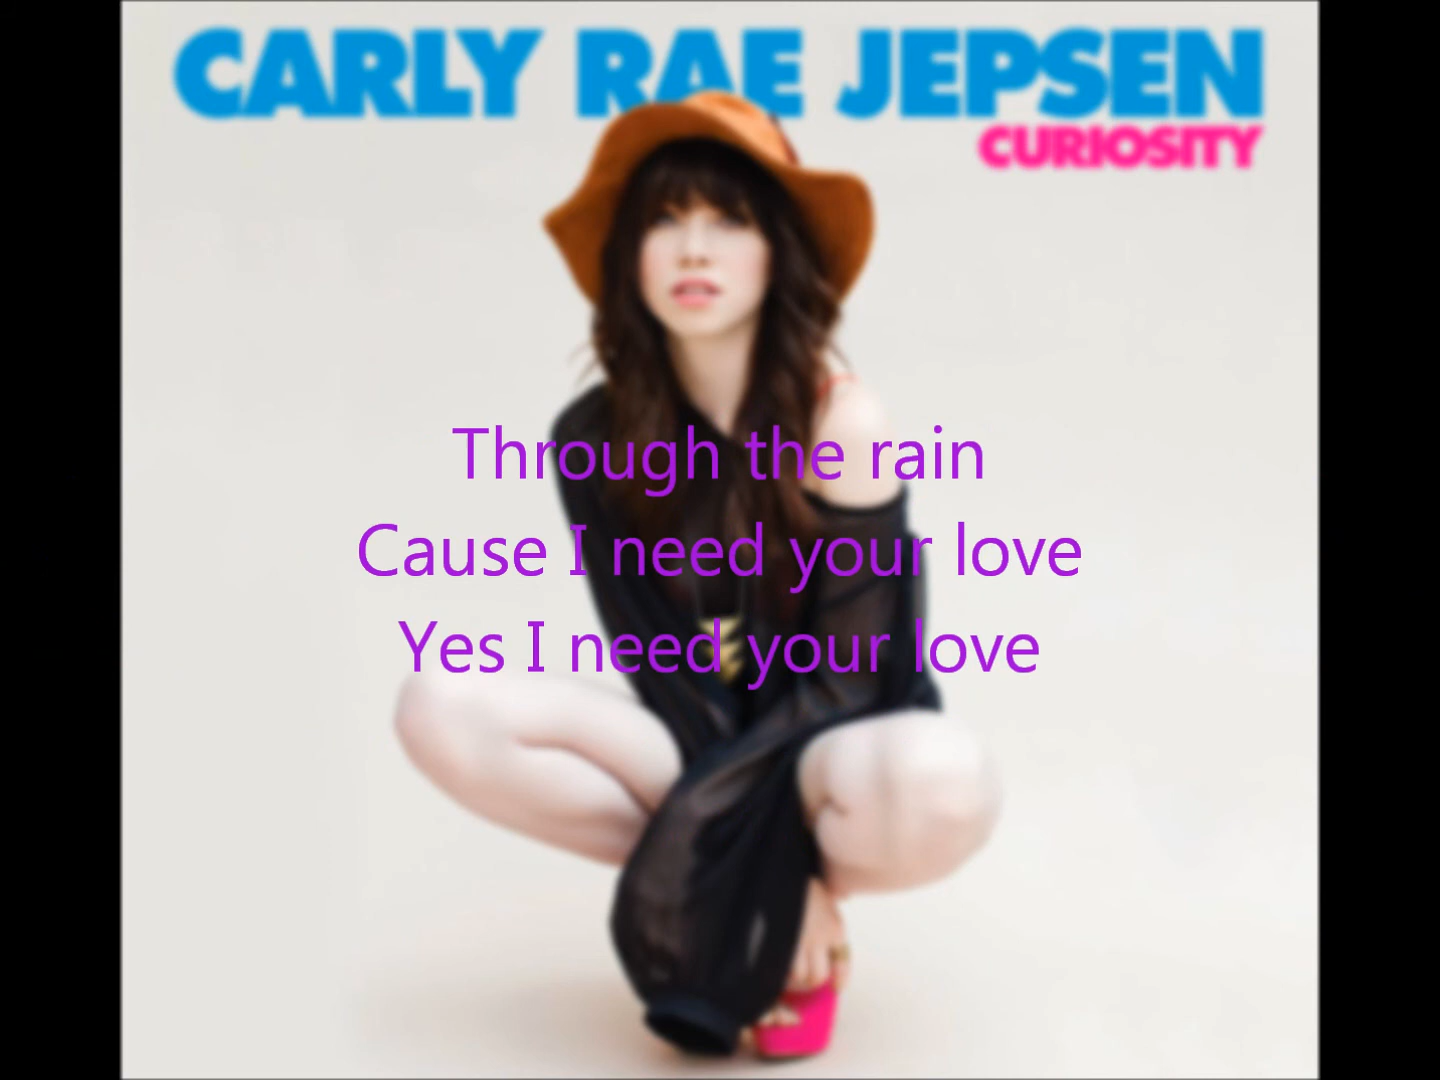 CARLY RAE JEPSEN
CURIOSITY
Through the rain
Cause I need your love
Yes I need your love